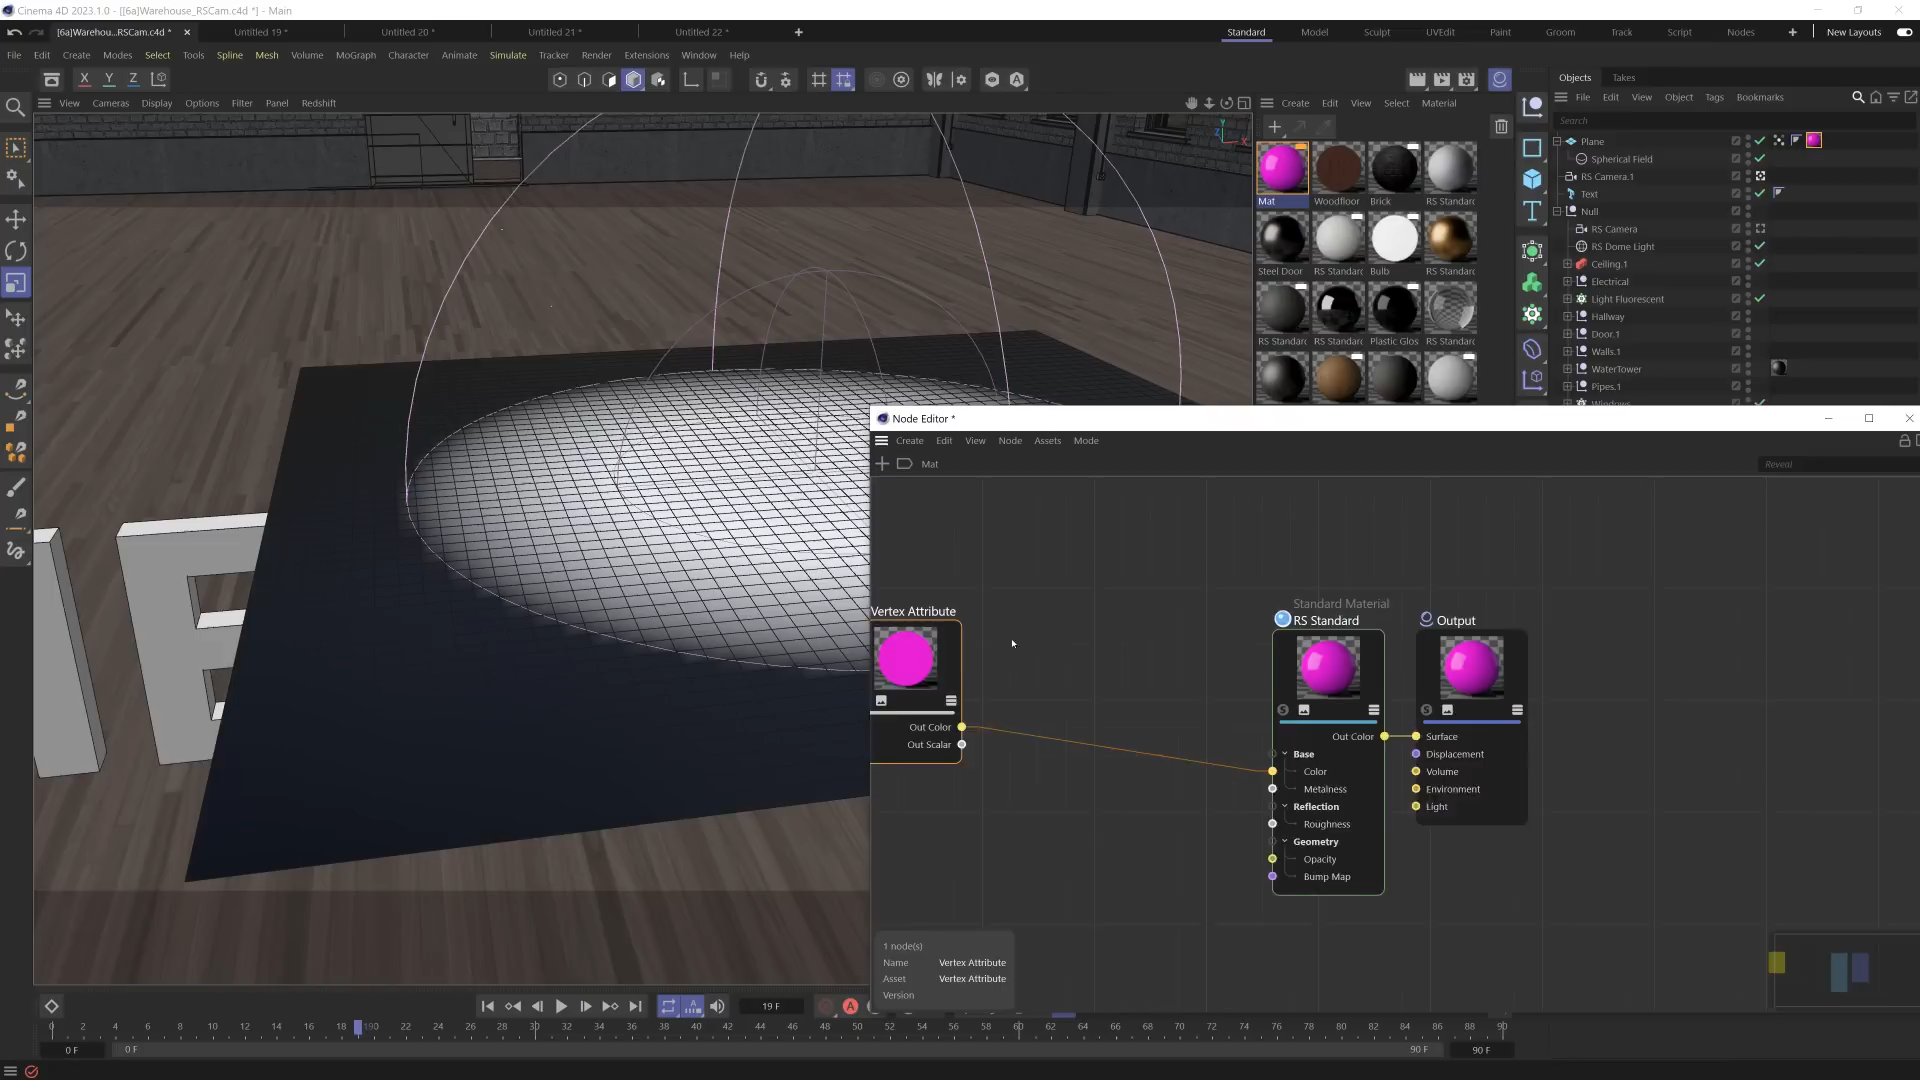 Cinema 4D 2023.1.0 - [[6a]Warehouse_RSCam.c4d *] - Main
[6a]Warehou...RSCam.c4d *
Untitled 19 *
Untitled 20 *
Untitled 21 *
Untitled 22 *
Standard
Model
Sculpt
UVEdit
Paint
Groom
Track
Script
Nodes
New Layouts
File Edit Create Modes Select Tools Spline Mesh Volume MoGraph Character Animate Simulate Tracker Render Extensions Window Help
X Y Z
Objects Takes
View Cameras Display Options Filter Panel Redshift
Create Edit View Select Material
File Edit View Object Tags Bookmarks
Search
Plane
Spherical Field
RS Camera.1
Text
Null
RS Camera
RS Dome Light
Ceiling.1
Electrical
Light Fluorescent
Hallway
Door.1
Walls.1
WaterTower
Pipes.1
Windows
Mat Woodfloor Brick RS Standard
Steel Door RS Standard Bulb RS Standard
RS Standard RS Standard Plastic Glos RS Standard
Node Editor *
Create Edit View Node Assets Mode
Mat
Reveal
Vertex Attribute
Out Color
Out Scalar
Standard Material
RS Standard
Out Color
Base
Color
Metalness
Reflection
Roughness
Geometry
Opacity
Bump Map
Output
Surface
Displacement
Volume
Environment
Light
1 node(s)
Name Vertex Attribute
Asset Vertex Attribute
Version
19 F
0 2 4 6 8 10 12 14 16 18 190 22 24 26 28 30 32 34 36 38 40 42 44 46 48 50 52 54 56 58 60 62 64 66 68 70 72 74 76 78 80 82 84 86 88 90
0 F
0 F
90 F
90 F